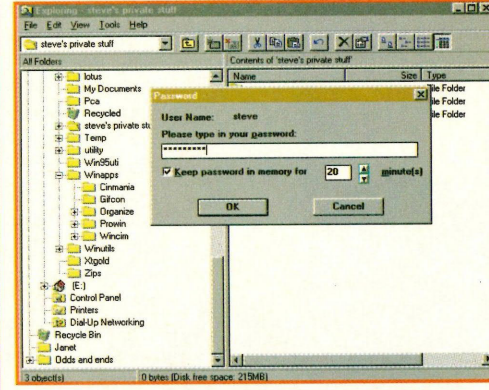 Exploring - steve's private stuff
File Edit View Tools Help
steve's private stuff
All Folders
Contents of 'steve's private stuff'
Name Size Type
lotus
My Documents
Pca
Recycled
steve's private stu
Temp
utility
Win95uti
Winapps
Cinmania
Gifcon
Organize
Prowin
Wincim
Winutils
Xtgold
Zips
(E:)
Control Panel
Printers
Dial-Up Networking
Recycle Bin
Janet
Odds and ends
File Folder
File Folder
File Folder
Password
User Name: steve
Please type in your password:
*********
Keep password in memory for 20 minute(s)
OK Cancel
3 object(s) 0 bytes (Disk free space: 215MB)